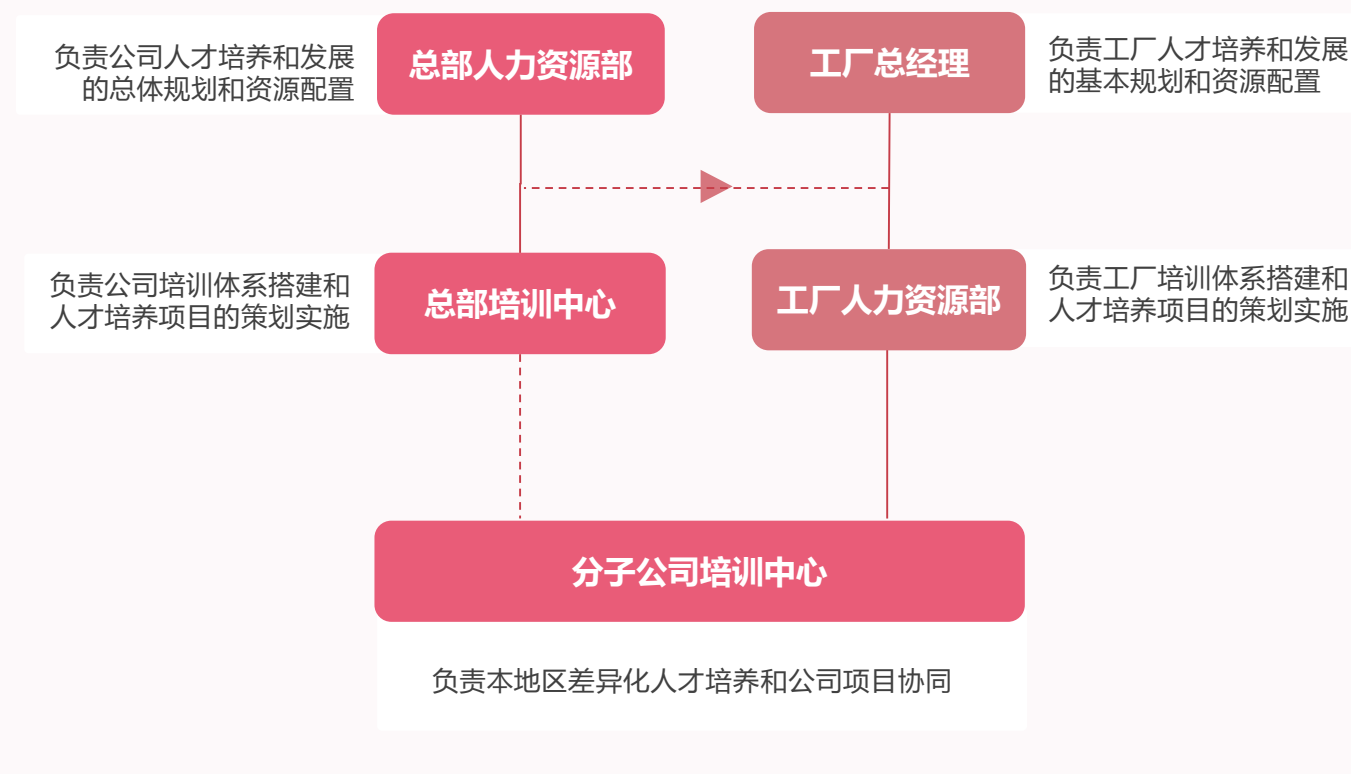 负责公司人才培养和发展
的总体规划和资源配置
总部人力资源部
工厂总经理
负责工厂人才培养和发展
的基本规划和资源配置
负责公司培训体系搭建和
人才培养项目的策划实施
总部培训中心
工厂人力资源部
负责工厂培训体系搭建和
人才培养项目的策划实施
分子公司培训中心
负责本地区差异化人才培养和公司项目协同